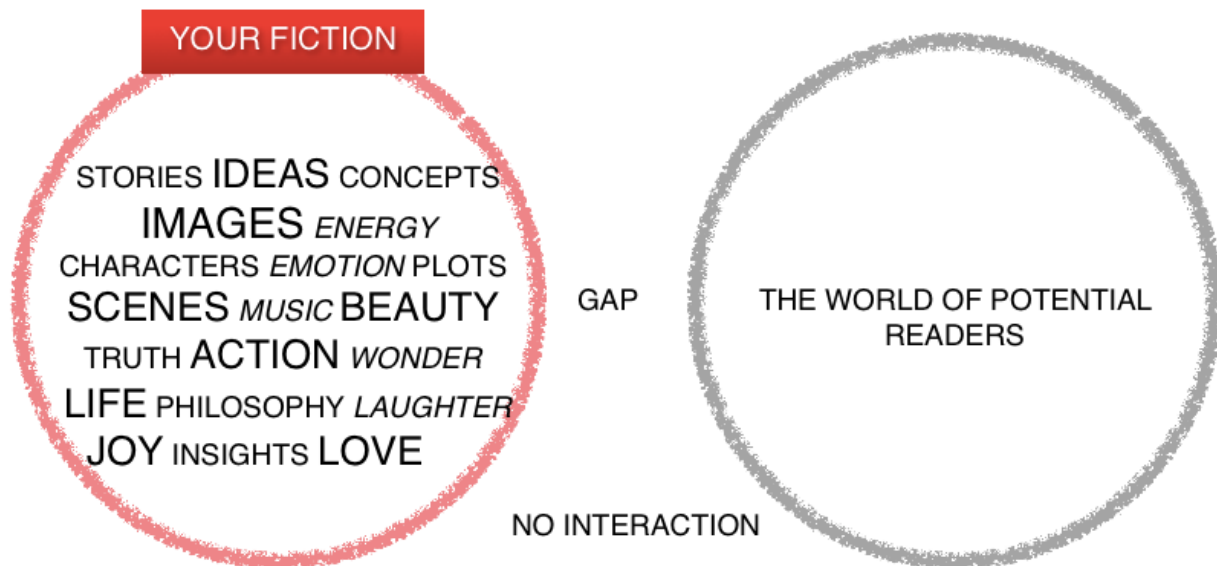 YOUR FICTION
STORIES IDEAS CONCEPTS
IMAGES ENERGY
CHARACTERS EMOTION PLOTS
SCENES MUSIC BEAUTY
TRUTH ACTION WONDER
LIFE PHILOSOPHY LAUGHTER
JOY INSIGHTS LOVE
GAP
NO INTERACTION
THE WORLD OF POTENTIAL
READERS